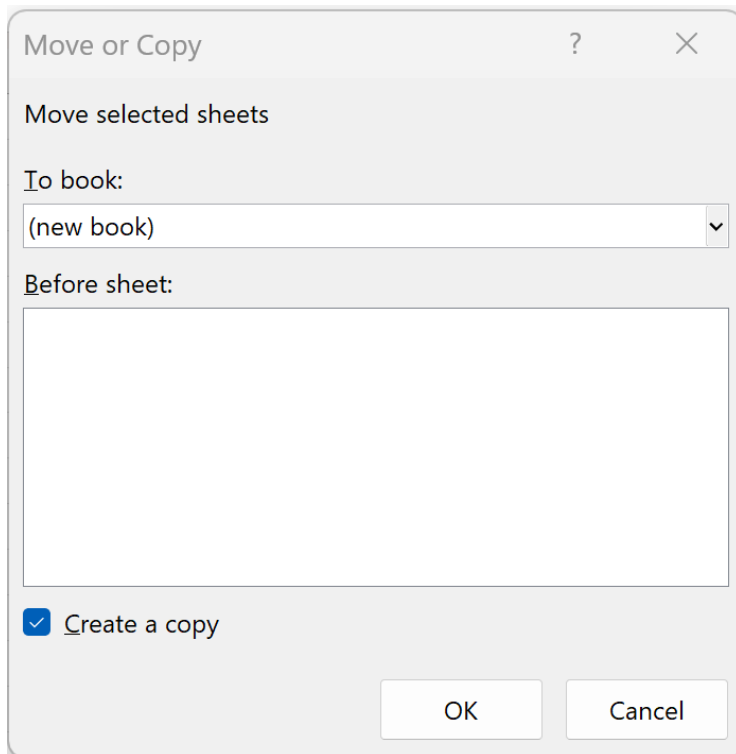 Move or Copy ?
Move selected sheets
To book:
(new book)
Before sheet:
Create a copy
OK Cancel